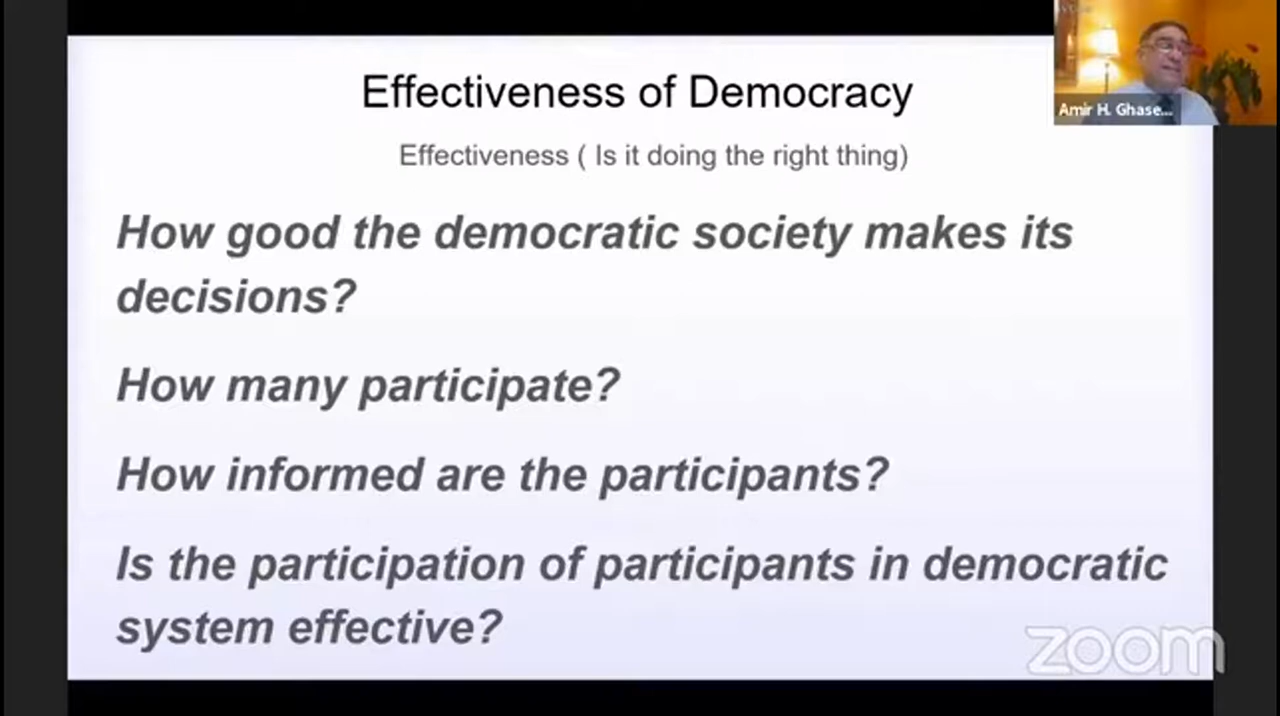 Effectiveness of Democracy
Amir H. Ghase...
Effectiveness ( Is it doing the right thing)
How good the democratic society makes its
decisions?
How many participate?
How informed are the participants?
Is the participation of participants in democratic
system effective?
zoom